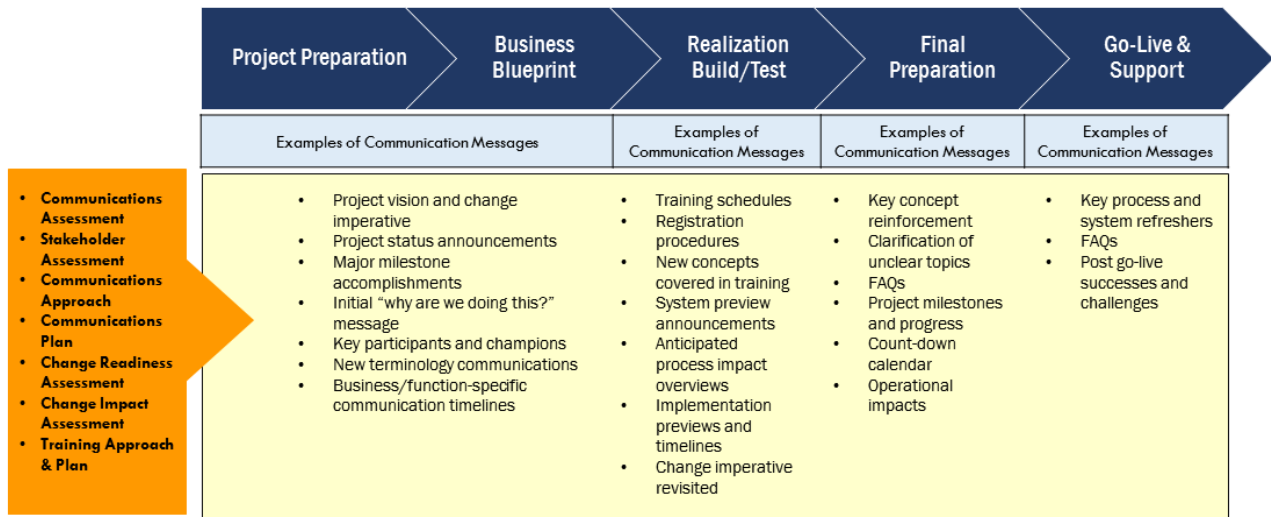 Project Preparation
Business
Blueprint
Realization
Build/Test
Final
Preparation
Go-Live &
Support
Examples of Communication Messages
Examples of
Communication Messages
Examples of
Communication Messages
Examples of
Communication Messages
• Communications
Assessment
• Stakeholder
Assessment
• Communications
Approach
• Communications
Plan
• Change Readiness
Assessment
• Change Impact
Assessment
• Training Approach
& Plan
• Project vision and change
imperative
• Project status announcements
• Major milestone
accomplishments
• Initial “why are we doing this?”
message
• Key participants and champions
• New terminology communications
• Business/function-specific
communication timelines
• Training schedules
• Registration
procedures
• New concepts
covered in training
• System preview
announcements
• Anticipated
process impact
overviews
• Implementation
previews and
timelines
• Change imperative
revisited
• Key concept
reinforcement
• Clarification of
unclear topics
• FAQs
• Project milestones
and progress
• Count-down
calendar
• Operational
impacts
• Key process and
system refreshers
• FAQs
• Post go-live
successes and
challenges